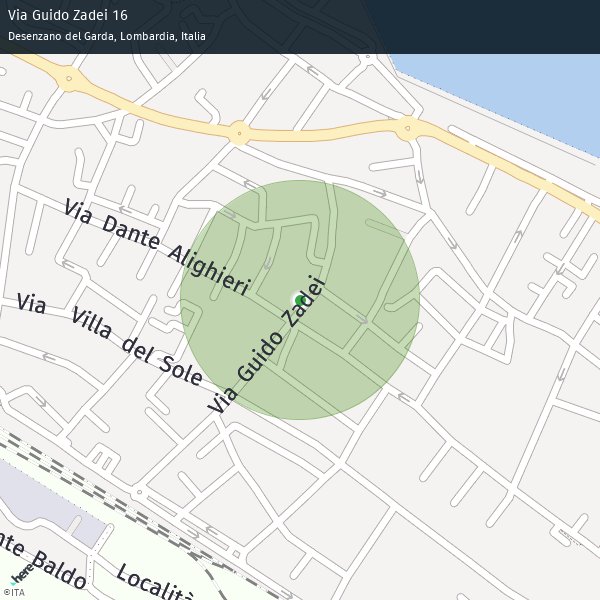 Via Guido Zadei 16
Desenzano del Garda, Lombardia, Italia
Via Dante Alighieri
Via Villa del Sole
Via Guido Zadei
nte Baldo
Località
here
©ITA